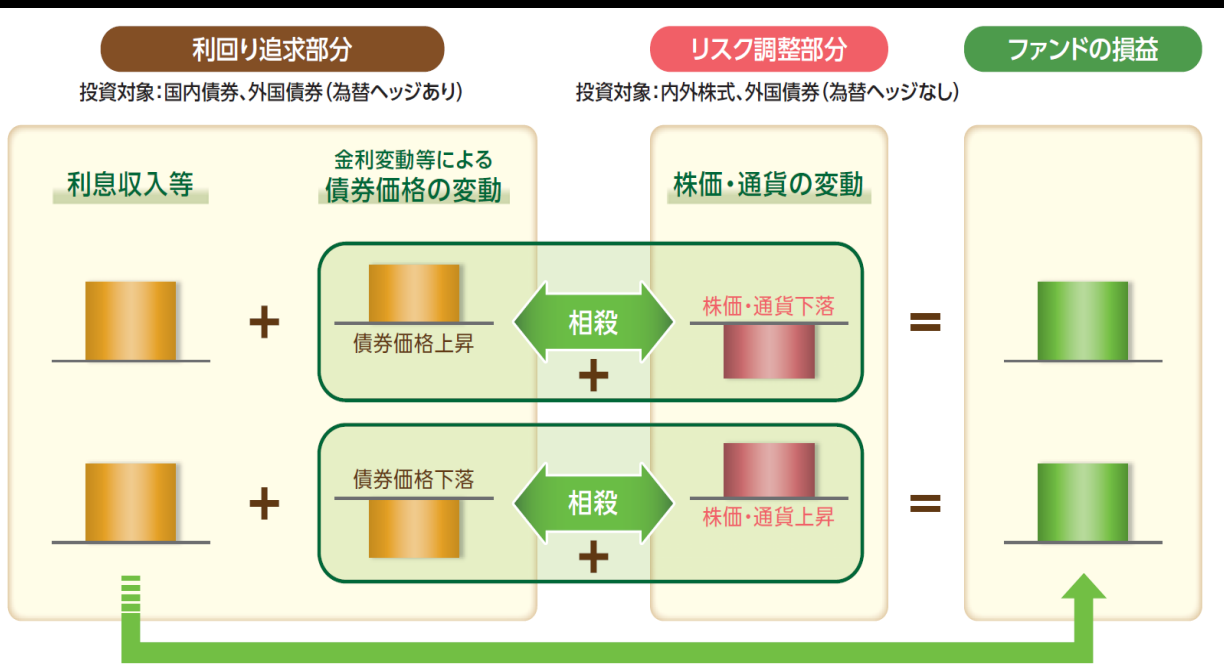 利回り追求部分
リスク調整部分
ファンドの損益
投資対象:国内債券、外国債券(為替ヘッジあり)
投資対象:内外株式、外国債券(為替ヘッジなし)
利息収入等
金利変動等による
債券価格の変動
株価・通貨の変動
+
債券価格上昇
相殺
+
株価・通貨下落
=
+
債券価格下落
相殺
+
株価・通貨上昇
=